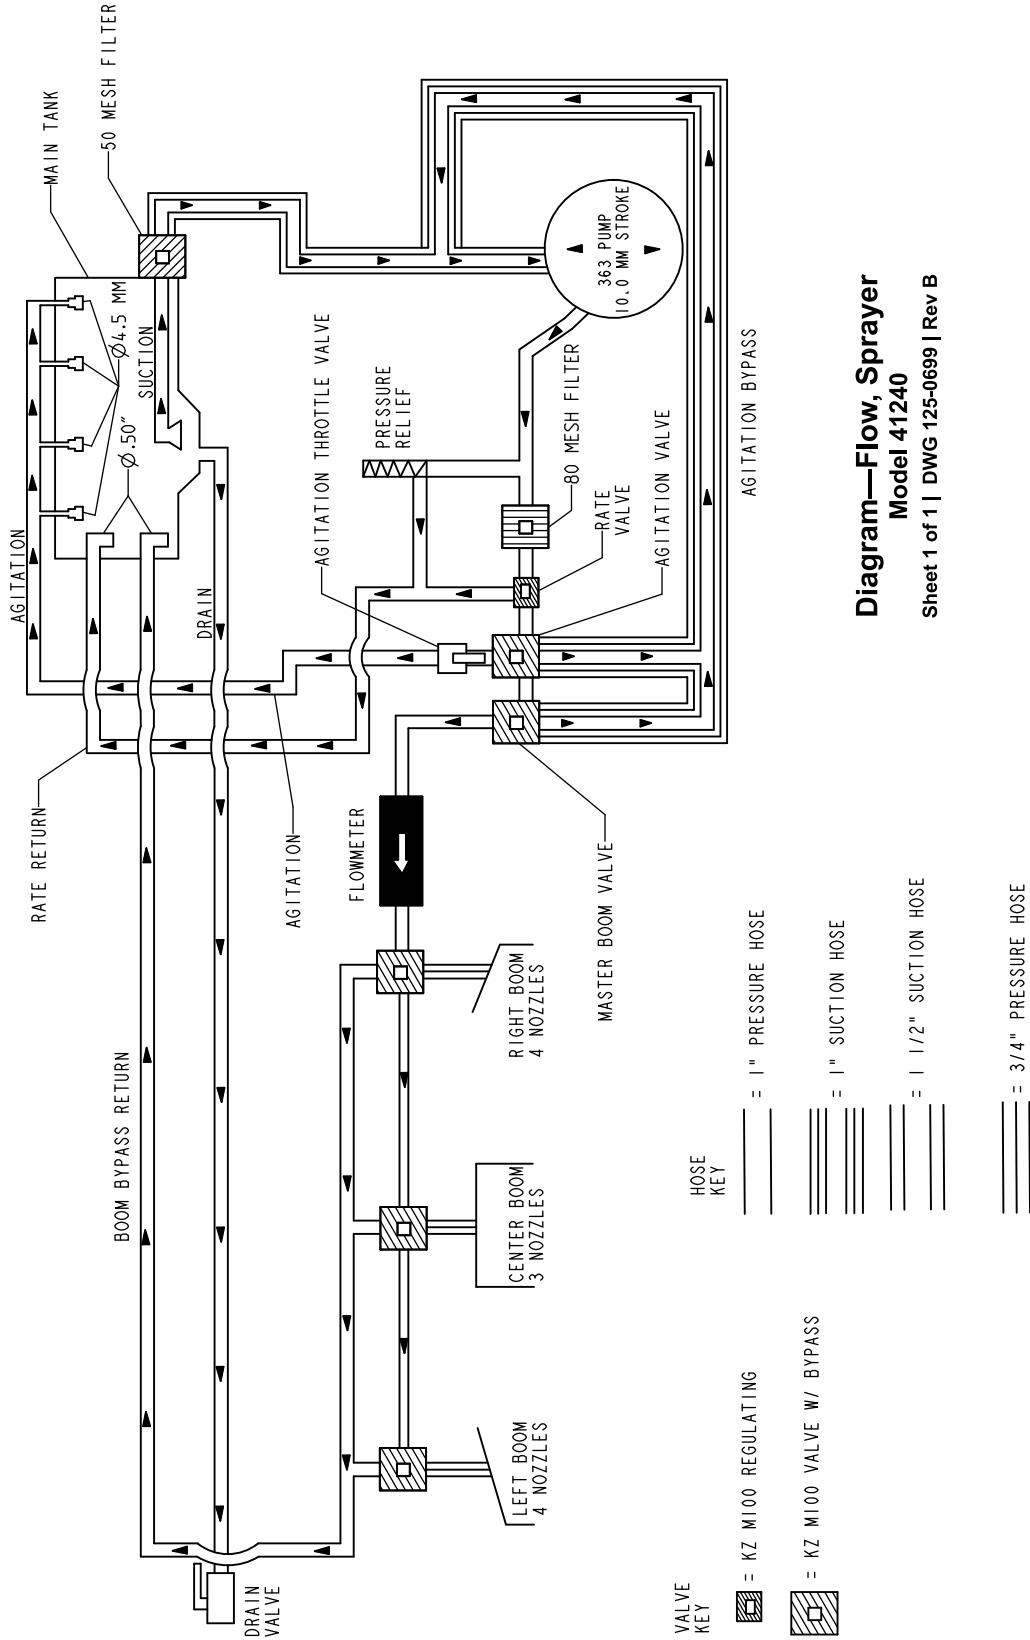 AGITATION
MAIN TANK
50 MESH FILTER
Ø.50"
Ø4.5 MM
SUCTION
RATE RETURN
DRAIN
BOOM BYPASS RETURN
AGITATION
AGITATION THROTTLE VALVE
PRESSURE
RELIEF
363 PUMP
10.0 MM STROKE
DRAIN
VALVE
FLOWMETER
80 MESH FILTER
RATE
VALVE
AGITATION VALVE
LEFT BOOM
4 NOZZLES
CENTER BOOM
3 NOZZLES
RIGHT BOOM
4 NOZZLES
MASTER BOOM VALVE
AGITATION BYPASS
VALVE
KEY
= KZ M100 REGULATING
= KZ M100 VALVE W/ BYPASS
HOSE
KEY
= 1" PRESSURE HOSE
= 1" SUCTION HOSE
= 1 1/2" SUCTION HOSE
= 3/4" PRESSURE HOSE
Diagram—Flow, Sprayer
Model 41240
Sheet 1 of 1 | DWG 125-0699 | Rev B